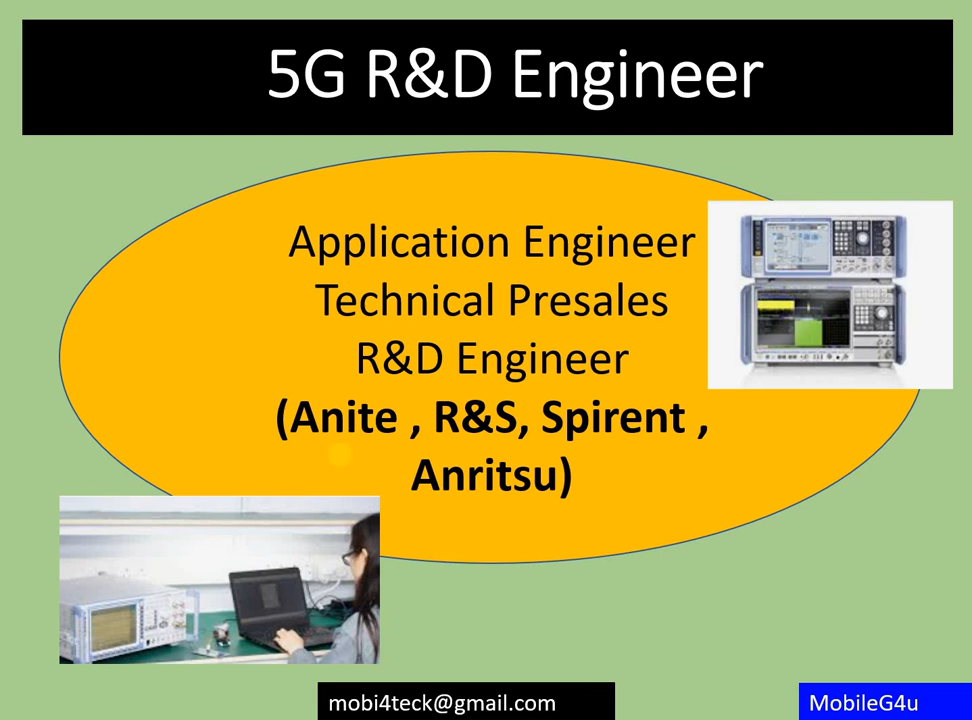 5G R&D Engineer
Application Engineer
Technical Presales
R&D Engineer
(Anite , R&S, Spirent ,
Anritsu)
mobi4teck@gmail.com
MobileG4u